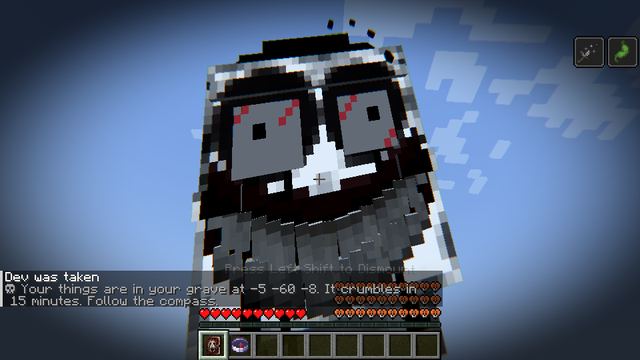 Press Left Shift to Dismount
Dev was taken
☠ Your things are in your grave at -5 -60 -8. It crumbles in
15 minutes. Follow the compass.